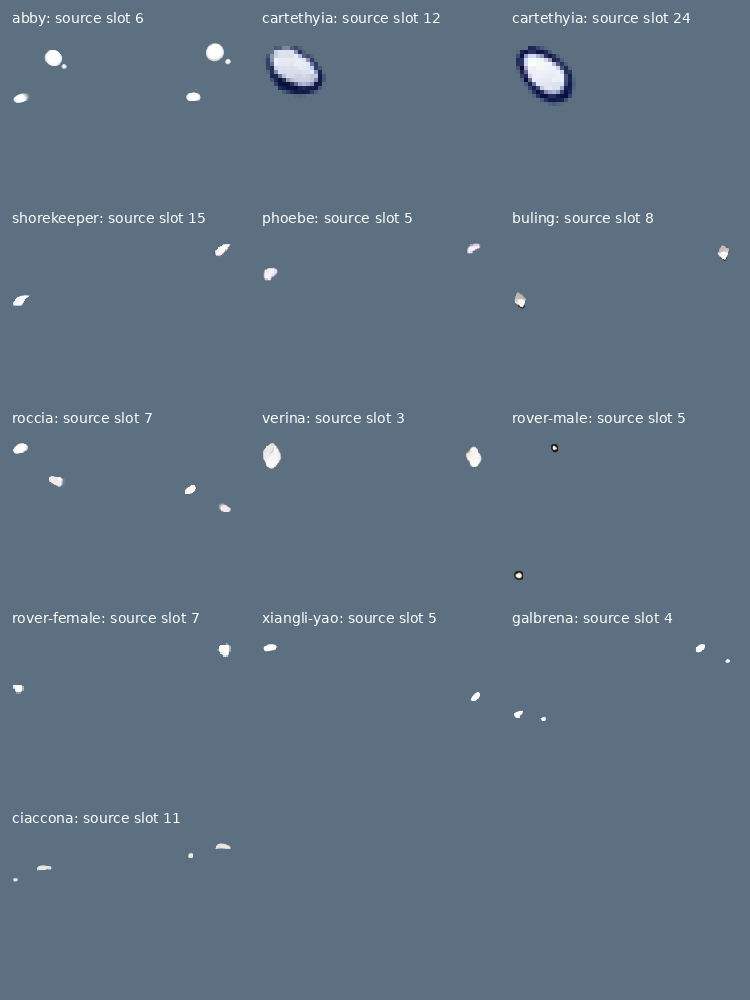 abby: source slot 6
cartethyia: source slot 12
cartethyia: source slot 24
shorekeeper: source slot 15
phoebe: source slot 5
buling: source slot 8
roccia: source slot 7
verina: source slot 3
rover-male: source slot 5
rover-female: source slot 7
xiangli-yao: source slot 5
galbrena: source slot 4
ciaccona: source slot 11